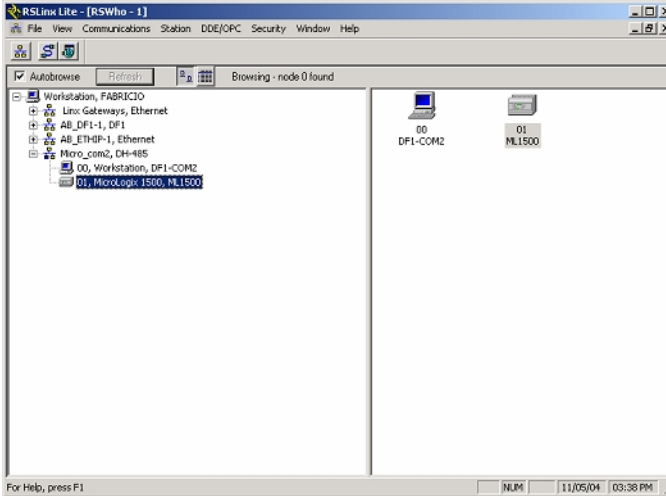 RSLinx Lite - [RSWho - 1]
File View Communications Station DDE/OPC Security Window Help
Autobrowse Refresh Browsing - node 0 found
Workstation, FABRICIO
Linx Gateways, Ethernet
AB_DF1-1, DF1
AB_ETHIP-1, Ethernet
Micro_com2, DH-485
00, Workstation, DF1-COM2
01, MicroLogix 1500, ML1500
00
DF1-COM2
01
ML1500
For Help, press F1 NUM 11/05/04 03:38 PM